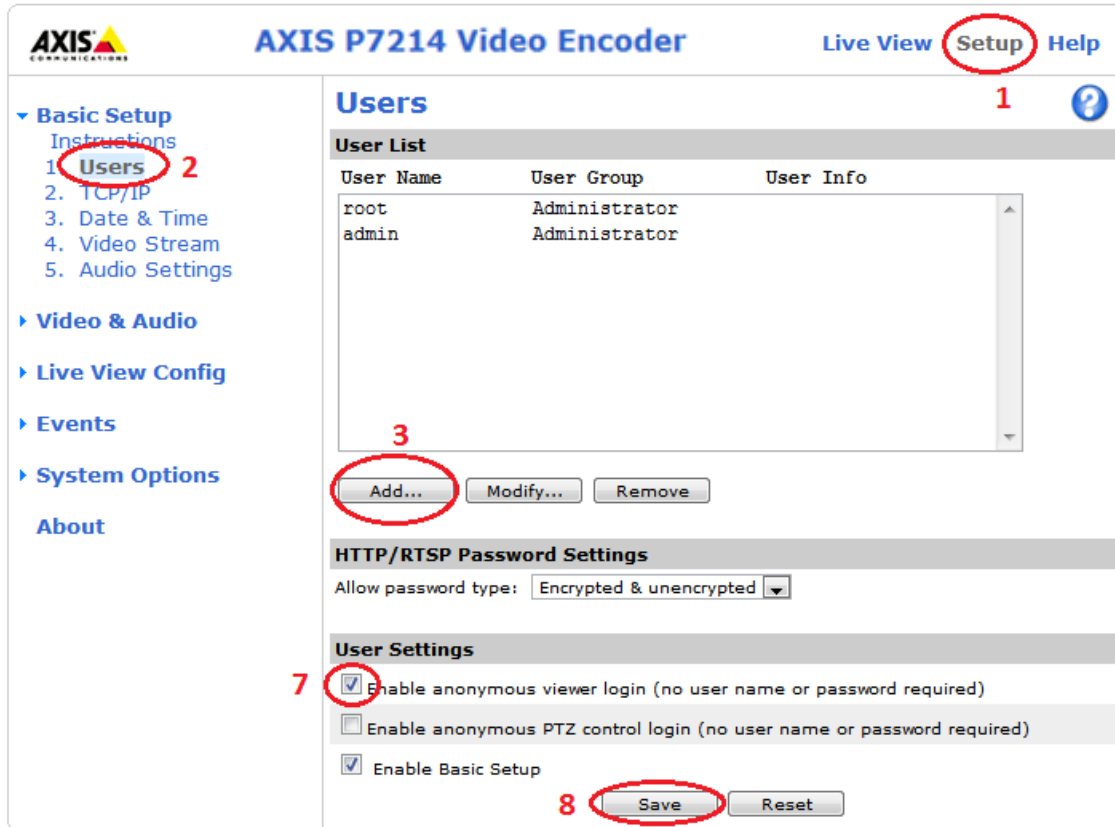 AXIS
COMMUNICATIONS
AXIS P7214 Video Encoder
Live View Setup Help
1
Basic Setup
Instructions
1. Users
2
2. TCP/IP
3. Date & Time
4. Video Stream
5. Audio Settings
Video & Audio
Live View Config
Events
System Options
About
Users
?
User List
User Name User Group User Info
root Administrator
admin Administrator
3
Add... Modify... Remove
HTTP/RTSP Password Settings
Allow password type: Encrypted & unencrypted
User Settings
7 Enable anonymous viewer login (no user name or password required)
Enable anonymous PTZ control login (no user name or password required)
Enable Basic Setup
8 Save Reset